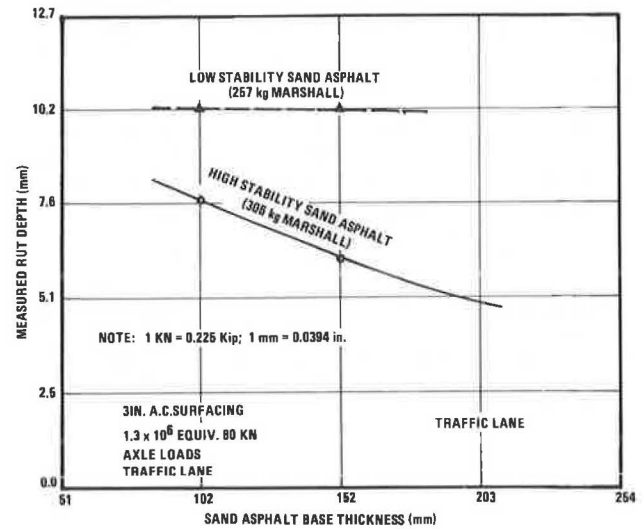 12.7
10.2
7.6
5.1
2.5
0.0
MEASURED RUT DEPTH (mm)
LOW STABILITY SAND ASPHALT
(257 kg MARSHALL)
HIGH STABILITY SAND ASPHALT
(306 kg MARSHALL)
NOTE: 1 KN = 0.225 Kip; 1 mm = 0.0394 in.
3IN. A.C.SURFACING
1.3 x 10⁶ EQUIV. 80 KN
AXLE LOADS
TRAFFIC LANE
TRAFFIC LANE
51 102 152 203 254
SAND ASPHALT BASE THICKNESS (mm)